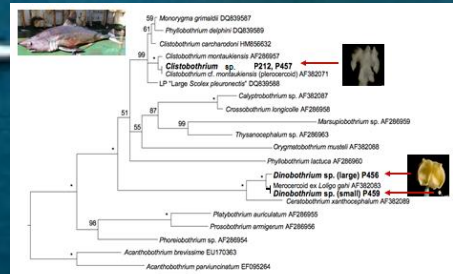 59
Monorygma grimaldii DQ839587
61
Phyllobothrium delphini DQ839589
*
Clistobothrium carcharodoni HM856632
99
*
Clistobothrium montaukensis AF286957
Clistobothrium sp. P212, P457
Clistobothrium cf. montaukensis (plerocercoid) AF382071
LP "Large Scolex pleuronectis" DQ839588
*
Calyptrobothrium sp. AF382087
87
Crossobothrium longicolle AF286958
51
Marsupiobothrium sp. AF286959
99
Thysanocephalum sp. AF286963
55
Orygmatobothrium musteli AF382088
*
Phyllobothrium lactuca AF286960
Dinobothrium sp. (large) P456
*
Merocercoid ex Loligo gahi AF382083
Dinobothrium sp. (small) P459
*
Ceratobothrium xanthocephalum AF382089
*
Platybothrium auriculatum AF286955
98
Prosobothrium armigerum AF286956
Phoreiobothrium sp. AF286954
*
Acanthobothrium brevissime EU170363
Acanthobothrium parviuncinatum EF095264